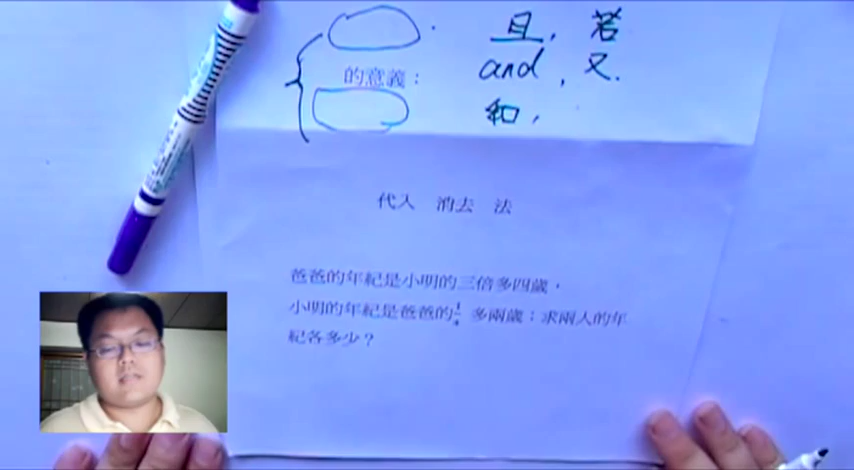 且, 若
and, 又.
的意義：
和,
代入 消去 法
爸爸的年紀是小明的三倍多四歲，
小明的年紀是爸爸的1/4 多兩歲；求兩人的年
紀各多少？